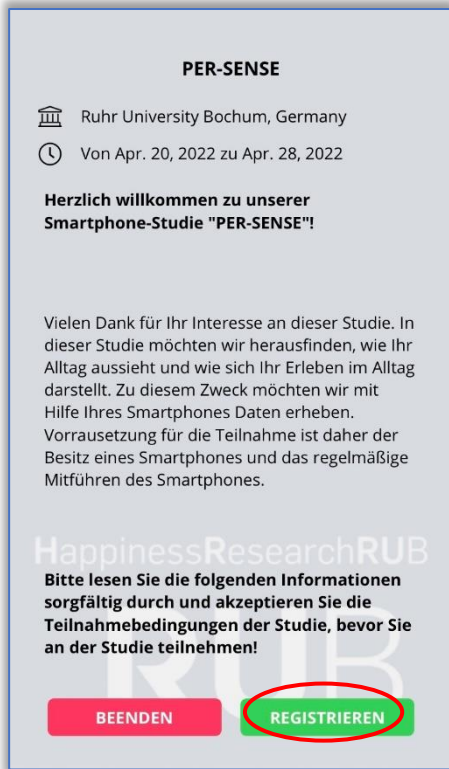 PER-SENSE
Ruhr University Bochum, Germany
Von Apr. 20, 2022 zu Apr. 28, 2022
Herzlich willkommen zu unserer
Smartphone-Studie "PER-SENSE"!
Vielen Dank für Ihr Interesse an dieser Studie. In
dieser Studie möchten wir herausfinden, wie Ihr
Alltag aussieht und wie sich Ihr Erleben im Alltag
darstellt. Zu diesem Zweck möchten wir mit
Hilfe Ihres Smartphones Daten erheben.
Vorrausetzung für die Teilnahme ist daher der
Besitz eines Smartphones und das regelmäßige
Mitführen des Smartphones.
HappinessResearchRUB
Bitte lesen Sie die folgenden Informationen
sorgfältig durch und akzeptieren Sie die
Teilnahmebedingungen der Studie, bevor Sie
an der Studie teilnehmen!
RUB
BEENDEN REGISTRIEREN